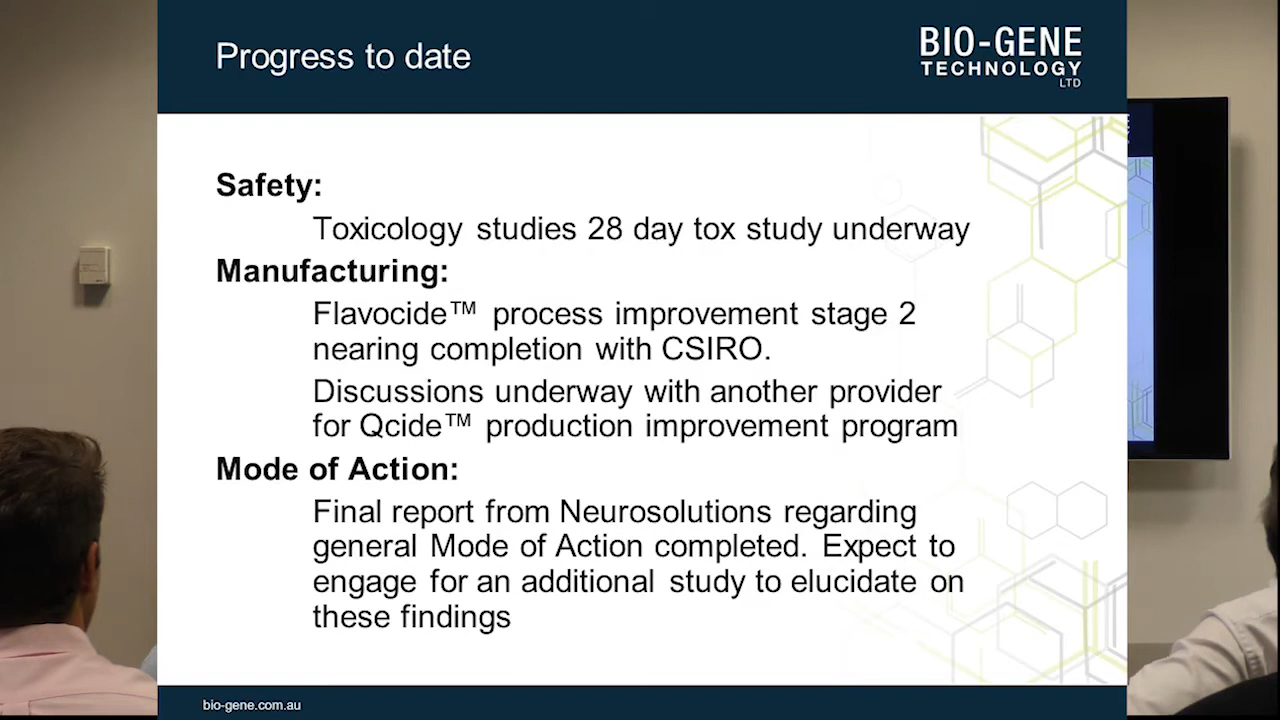 Progress to date
BIO-GENE
TECHNOLOGY
LTD
Safety:
Toxicology studies 28 day tox study underway
Manufacturing:
Flavocide™ process improvement stage 2
nearing completion with CSIRO.
Discussions underway with another provider
for Qcide™ production improvement program
Mode of Action:
Final report from Neurosolutions regarding
general Mode of Action completed. Expect to
engage for an additional study to elucidate on
these findings
bio-gene.com.au